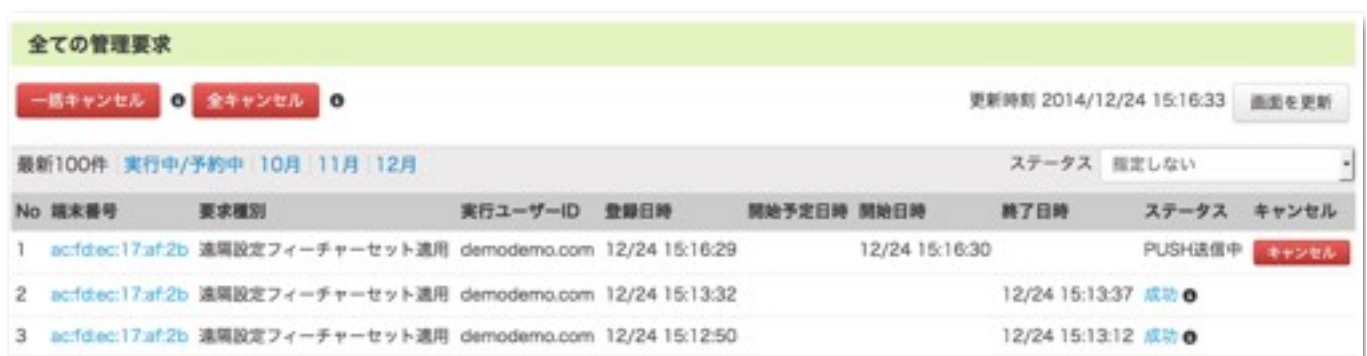 全ての管理要求
一括キャンセル 全キャンセル 更新時刻 2014/12/24 15:16:33 画面を更新
最新100件 実行中/予約中 10月 11月 12月 ステータス 指定しない
No 端末番号 要求種別 実行ユーザーID 登録日時 開始予定日時 開始日時 終了日時 ステータス キャンセル
1 ac:fd:ec:17:af:2b 遠隔設定フィーチャーセット適用 demodemo.com 12/24 15:16:29 12/24 15:16:30 PUSH送信中 キャンセル
2 ac:fd:ec:17:af:2b 遠隔設定フィーチャーセット適用 demodemo.com 12/24 15:13:32 12/24 15:13:37 成功
3 ac:fd:ec:17:af:2b 遠隔設定フィーチャーセット適用 demodemo.com 12/24 15:12:50 12/24 15:13:12 成功